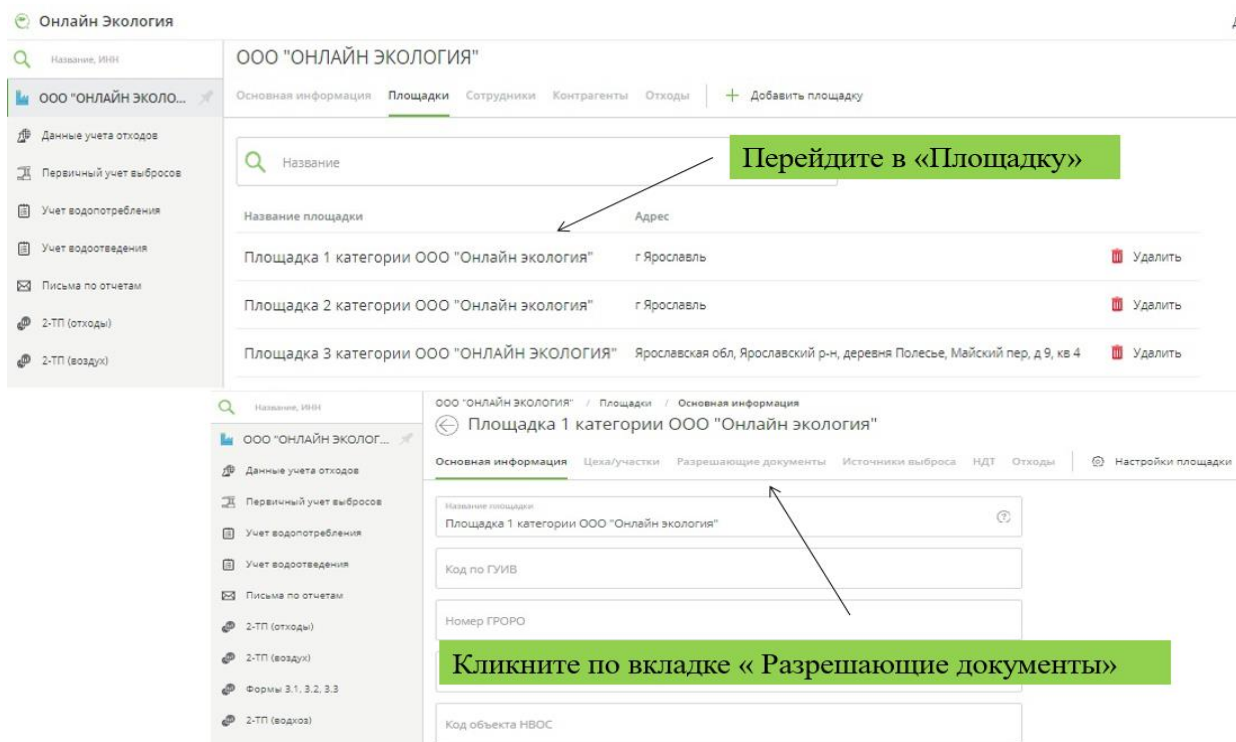 Онлайн Экология
Название, ИНН
ООО "ОНЛАЙН ЭКОЛО...
Данные учета отходов
Первичный учет выбросов
Учет водопотребления
Учет водоотведения
Письма по отчетам
2-ТП (отходы)
2-ТП (воздух)
ООО "ОНЛАЙН ЭКОЛОГИЯ"
Основная информация Площадки Сотрудники Контрагенты Отходы + Добавить площадку
Название
Перейдите в «Площадку»
Название площадки Адрес
Площадка 1 категории ООО "Онлайн экология" г Ярославль Удалить
Площадка 2 категории ООО "Онлайн экология" г Ярославль Удалить
Площадка 3 категории ООО "ОНЛАЙН ЭКОЛОГИЯ" Ярославская обл, Ярославский р-н, деревня Полесье, Майский пер, д 9, кв 4 Удалить
Название, ИНН
ООО "ОНЛАЙН ЭКОЛОГ...
Данные учета отходов
Первичный учет выбросов
Учет водопотребления
Учет водоотведения
Письма по отчетам
2-ТП (отходы)
2-ТП (воздух)
Формы 3.1, 3.2, 3.3
2-ТП (водхоз)
ООО "ОНЛАЙН ЭКОЛОГИЯ" / Площадки / Основная информация
Площадка 1 категории ООО "Онлайн экология"
Основная информация Цеха/участки Разрешающие документы Источники выброса НДТ Отходы Настройки площадки
Название площадки
Площадка 1 категории ООО "Онлайн экология"
Код по ГУИВ
Номер ГРОРО
Кликните по вкладке « Разрешающие документы»
Код объекта НВОС